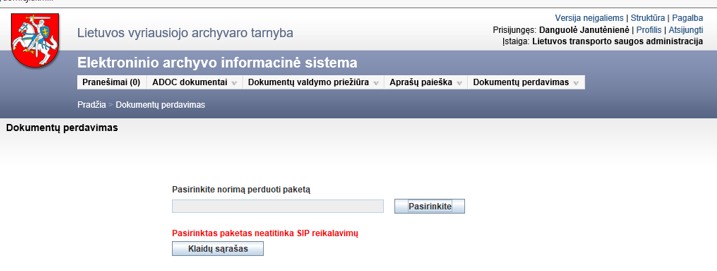 Versija neįgaliems | Struktūra | Pagalba
Lietuvos vyriausiojo archyvaro tarnyba
Prisijungęs: Danguolė Janutėnienė | Profilis | Atsijungti
Įstaiga: Lietuvos transporto saugos administracija
Elektroninio archyvo informacinė sistema
Pranešimai (0) ADOC dokumentai Dokumentų valdymo priežiūra Aprašų paieška Dokumentų perdavimas
Pradžia > Dokumentų perdavimas
Dokumentų perdavimas
Pasirinkite norimą perduoti paketą
Pasirinkite
Pasirinktas paketas neatitinka SIP reikalavimų
Klaidų sąrašas